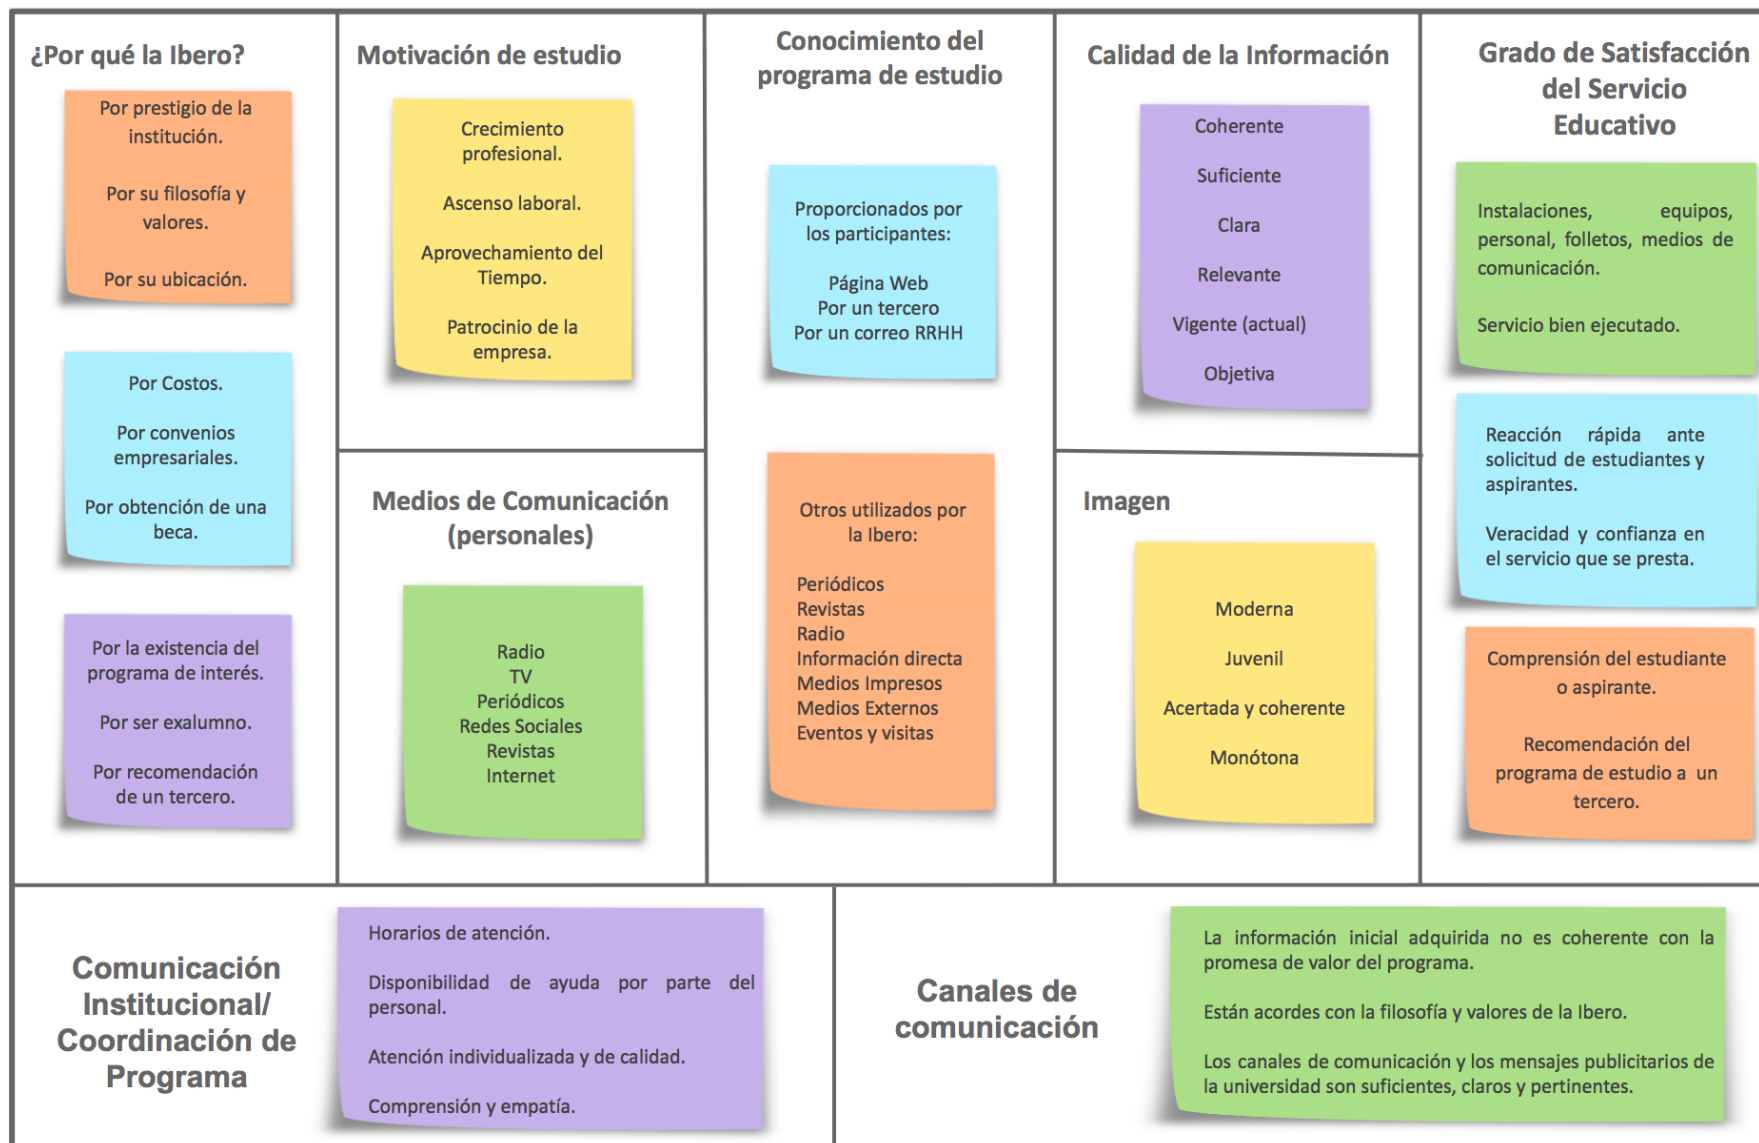 ¿Por qué la Ibero?
Por prestigio de la
institución.
Por su filosofía y
valores.
Por su ubicación.
Por Costos.
Por convenios
empresariales.
Por obtención de una
beca.
Por la existencia del
programa de interés.
Por ser exalumno.
Por recomendación
de un tercero.
Motivación de estudio
Crecimiento
profesional.
Ascenso laboral.
Aprovechamiento del
Tiempo.
Patrocinio de la
empresa.
Medios de Comunicación
(personales)
Radio
TV
Periódicos
Redes Sociales
Revistas
Internet
Conocimiento del
programa de estudio
Proporcionados por
los participantes:
Página Web
Por un tercero
Por un correo RRHH
Otros utilizados por
la Ibero:
Periódicos
Revistas
Radio
Información directa
Medios Impresos
Medios Externos
Eventos y visitas
Calidad de la Información
Coherente
Suficiente
Clara
Relevante
Vigente (actual)
Objetiva
Imagen
Moderna
Juvenil
Acertada y coherente
Monótona
Grado de Satisfacción
del Servicio
Educativo
Instalaciones, equipos,
personal, folletos, medios de
comunicación.
Servicio bien ejecutado.
Reacción rápida ante
solicitud de estudiantes y
aspirantes.
Veracidad y confianza en
el servicio que se presta.
Comprensión del estudiante
o aspirante.
Recomendación del
programa de estudio a un
tercero.
Comunicación
Institucional/
Coordinación de
Programa
Horarios de atención.
Disponibilidad de ayuda por parte del
personal.
Atención individualizada y de calidad.
Comprensión y empatía.
Canales de
comunicación
La información inicial adquirida no es coherente con la
promesa de valor del programa.
Están acordes con la filosofía y valores de la Ibero.
Los canales de comunicación y los mensajes publicitarios de
la universidad son suficientes, claros y pertinentes.